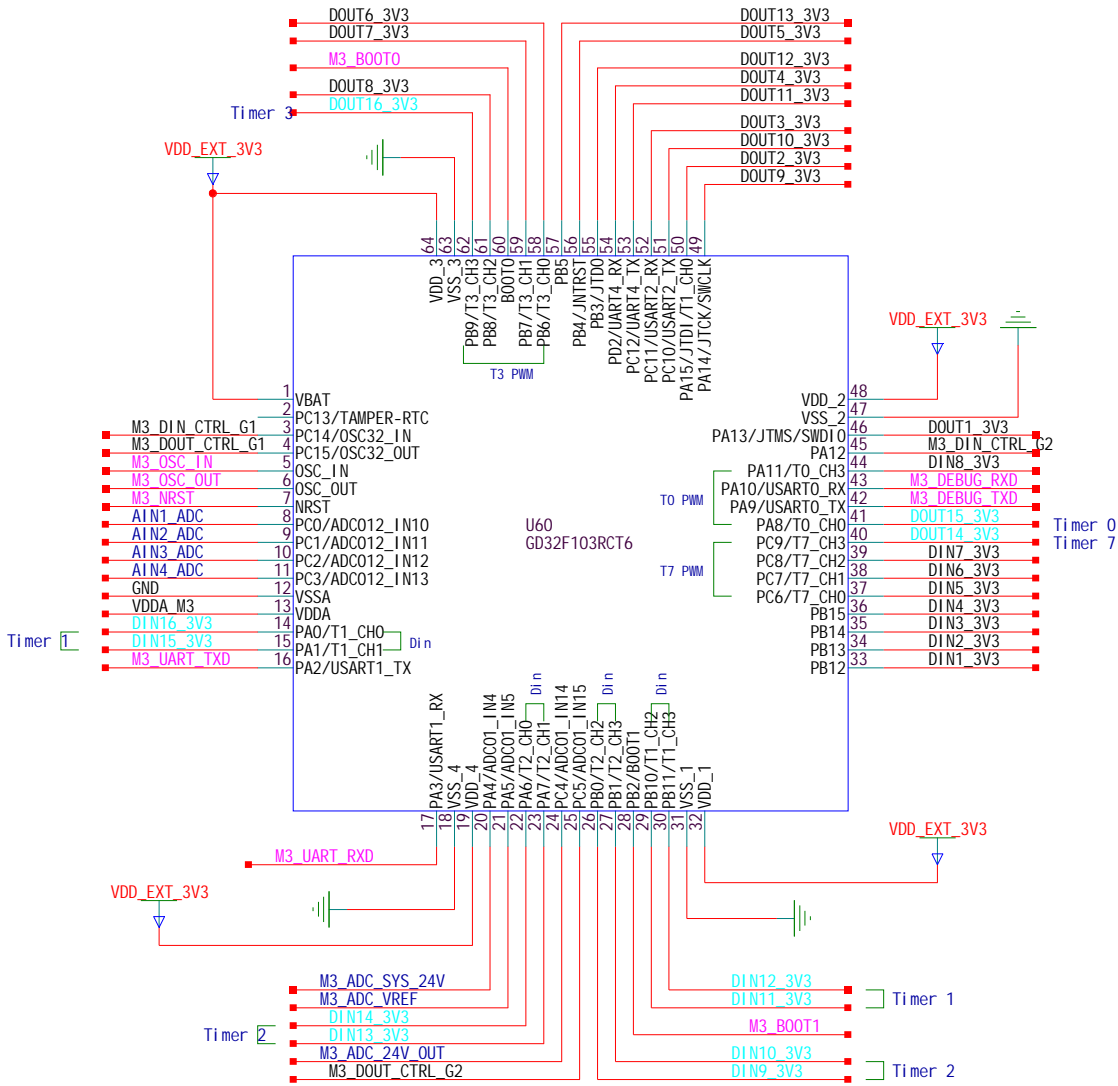 DOUT6_3V3
DOUT7_3V3
M3_BOOT0
DOUT8_3V3
DOUT16_3V3
Timer 3
DOUT13_3V3
DOUT5_3V3
DOUT12_3V3
DOUT4_3V3
DOUT11_3V3
DOUT3_3V3
DOUT10_3V3
DOUT2_3V3
DOUT9_3V3
VDD_EXT_3V3
64
63
62
61
60
59
58
57
56
55
54
53
52
51
50
49
VDD_3
VSS_3
PB9/T3_CH3
PB8/T3_CH2
BOOT0
PB7/T3_CH1
PB6/T3_CH0
PB5
PB4/JNTRST
PB3/JTDO
PD2/UART4_RX
PC12/UART4_TX
PC11/USART2_RX
PC10/USART2_TX
PA15/JTDI/T1_CH0
PA14/JTCK/SWCLK
T3 PWM
VDD_EXT_3V3
1 VBAT
2 PC13/TAMPER-RTC
M3_DIN_CTRL_G1 3 PC14/OSC32_IN
M3_DOUT_CTRL_G1 4 PC15/OSC32_OUT
M3_OSC_IN 5 OSC_IN
M3_OSC_OUT 6 OSC_OUT
M3_NRST 7 NRST
AIN1_ADC 8 PC0/ADC012_IN10
AIN2_ADC 9 PC1/ADC012_IN11
AIN3_ADC 10 PC2/ADC012_IN12
AIN4_ADC 11 PC3/ADC012_IN13
GND 12 VSSA
VDDA_M3 13 VDDA
DIN16_3V3 14 PA0/T1_CH0
DIN15_3V3 15 PA1/T1_CH1
M3_UART_TXD 16 PA2/USART1_TX
Timer 1
Din
U60
GD32F103RCT6
VDD_2 48
VSS_2 47
PA13/JTMS/SWDIO 46 DOUT1_3V3
PA12 45 M3_DIN_CTRL_G2
PA11/T0_CH3 44 DIN8_3V3
PA10/USART0_RX 43 M3_DEBUG_RXD
PA9/USART0_TX 42 M3_DEBUG_TXD
PA8/T0_CH0 41 DOUT15_3V3 Timer 0
PC9/T7_CH3 40 DOUT14_3V3 Timer 7
PC8/T7_CH2 39 DIN7_3V3
PC7/T7_CH1 38 DIN6_3V3
PC6/T7_CH0 37 DIN5_3V3
PB15 36 DIN4_3V3
PB14 35 DIN3_3V3
PB13 34 DIN2_3V3
PB12 33 DIN1_3V3
T0 PWM
T7 PWM
Din
Din
Din
PA3/USART1_RX
VSS_4
VDD_4
PA4/ADC01_IN4
PA5/ADC01_IN5
PA6/T2_CH0
PA7/T2_CH1
PC4/ADC01_IN14
PC5/ADC01_IN15
PB0/T2_CH2
PB1/T2_CH3
PB2/BOOT1
PB10/T1_CH2
PB11/T1_CH3
VSS_1
VDD_1
17
18
19
20
21
22
23
24
25
26
27
28
29
30
31
32
M3_UART_RXD
VDD_EXT_3V3
VDD_EXT_3V3
M3_ADC_SYS_24V
M3_ADC_VREF
DIN14_3V3
DIN13_3V3
Timer 2
M3_ADC_24V_OUT
M3_DOUT_CTRL_G2
DIN12_3V3
DIN11_3V3
Timer 1
M3_BOOT1
DIN10_3V3
DIN9_3V3
Timer 2